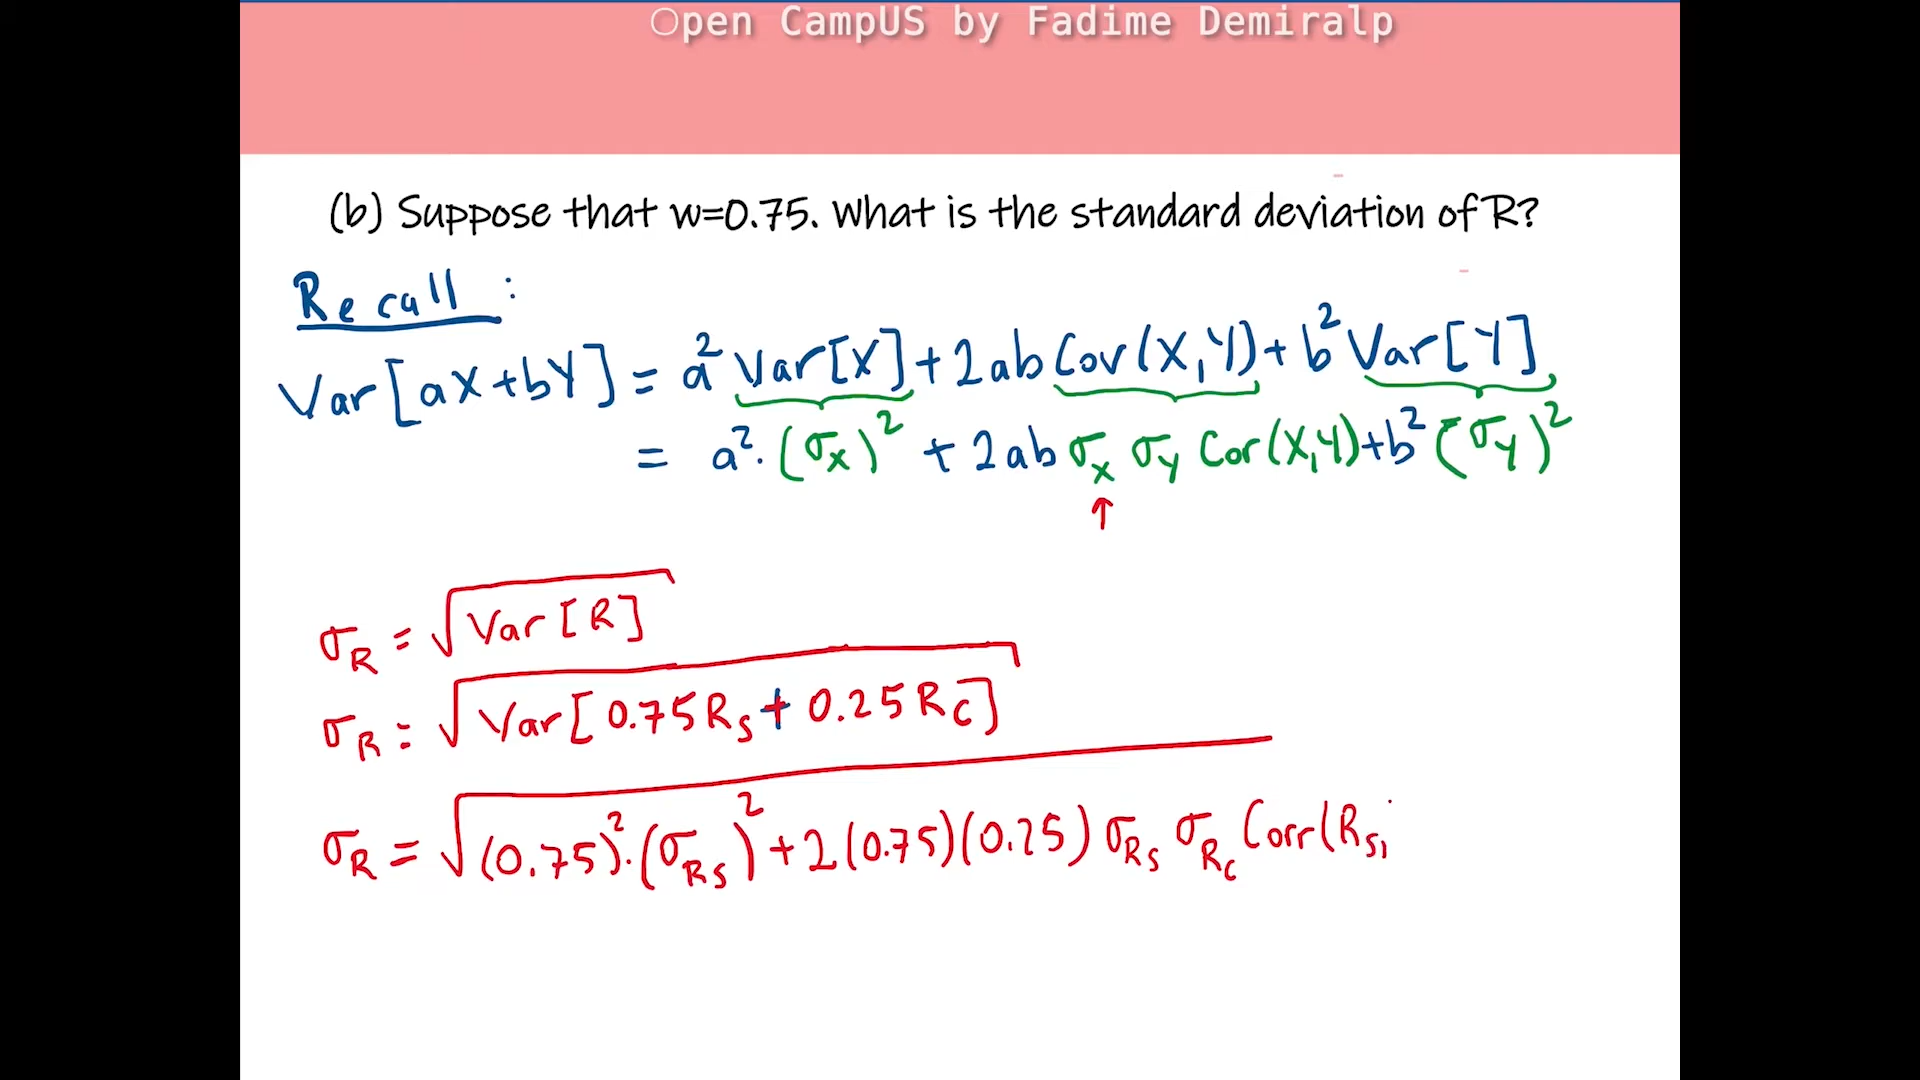 Open CampUS by Fadime Demiralp
(b) Suppose that w=0.75. What is the standard deviation of R?
Recall :
Var[aX+bY] = a² Var[X] + 2ab Cov(X,Y) + b² Var[Y]
= a². (σx)² + 2ab σx σy Cor(X,Y)+b² (σy)²
↑
σR = √Var[R]
σR = √Var[0.75Rs + 0.25Rc]
σR = √(0.75)².(σRs)² + 2(0.75)(0.25) σRs σRc Corr(Rs,